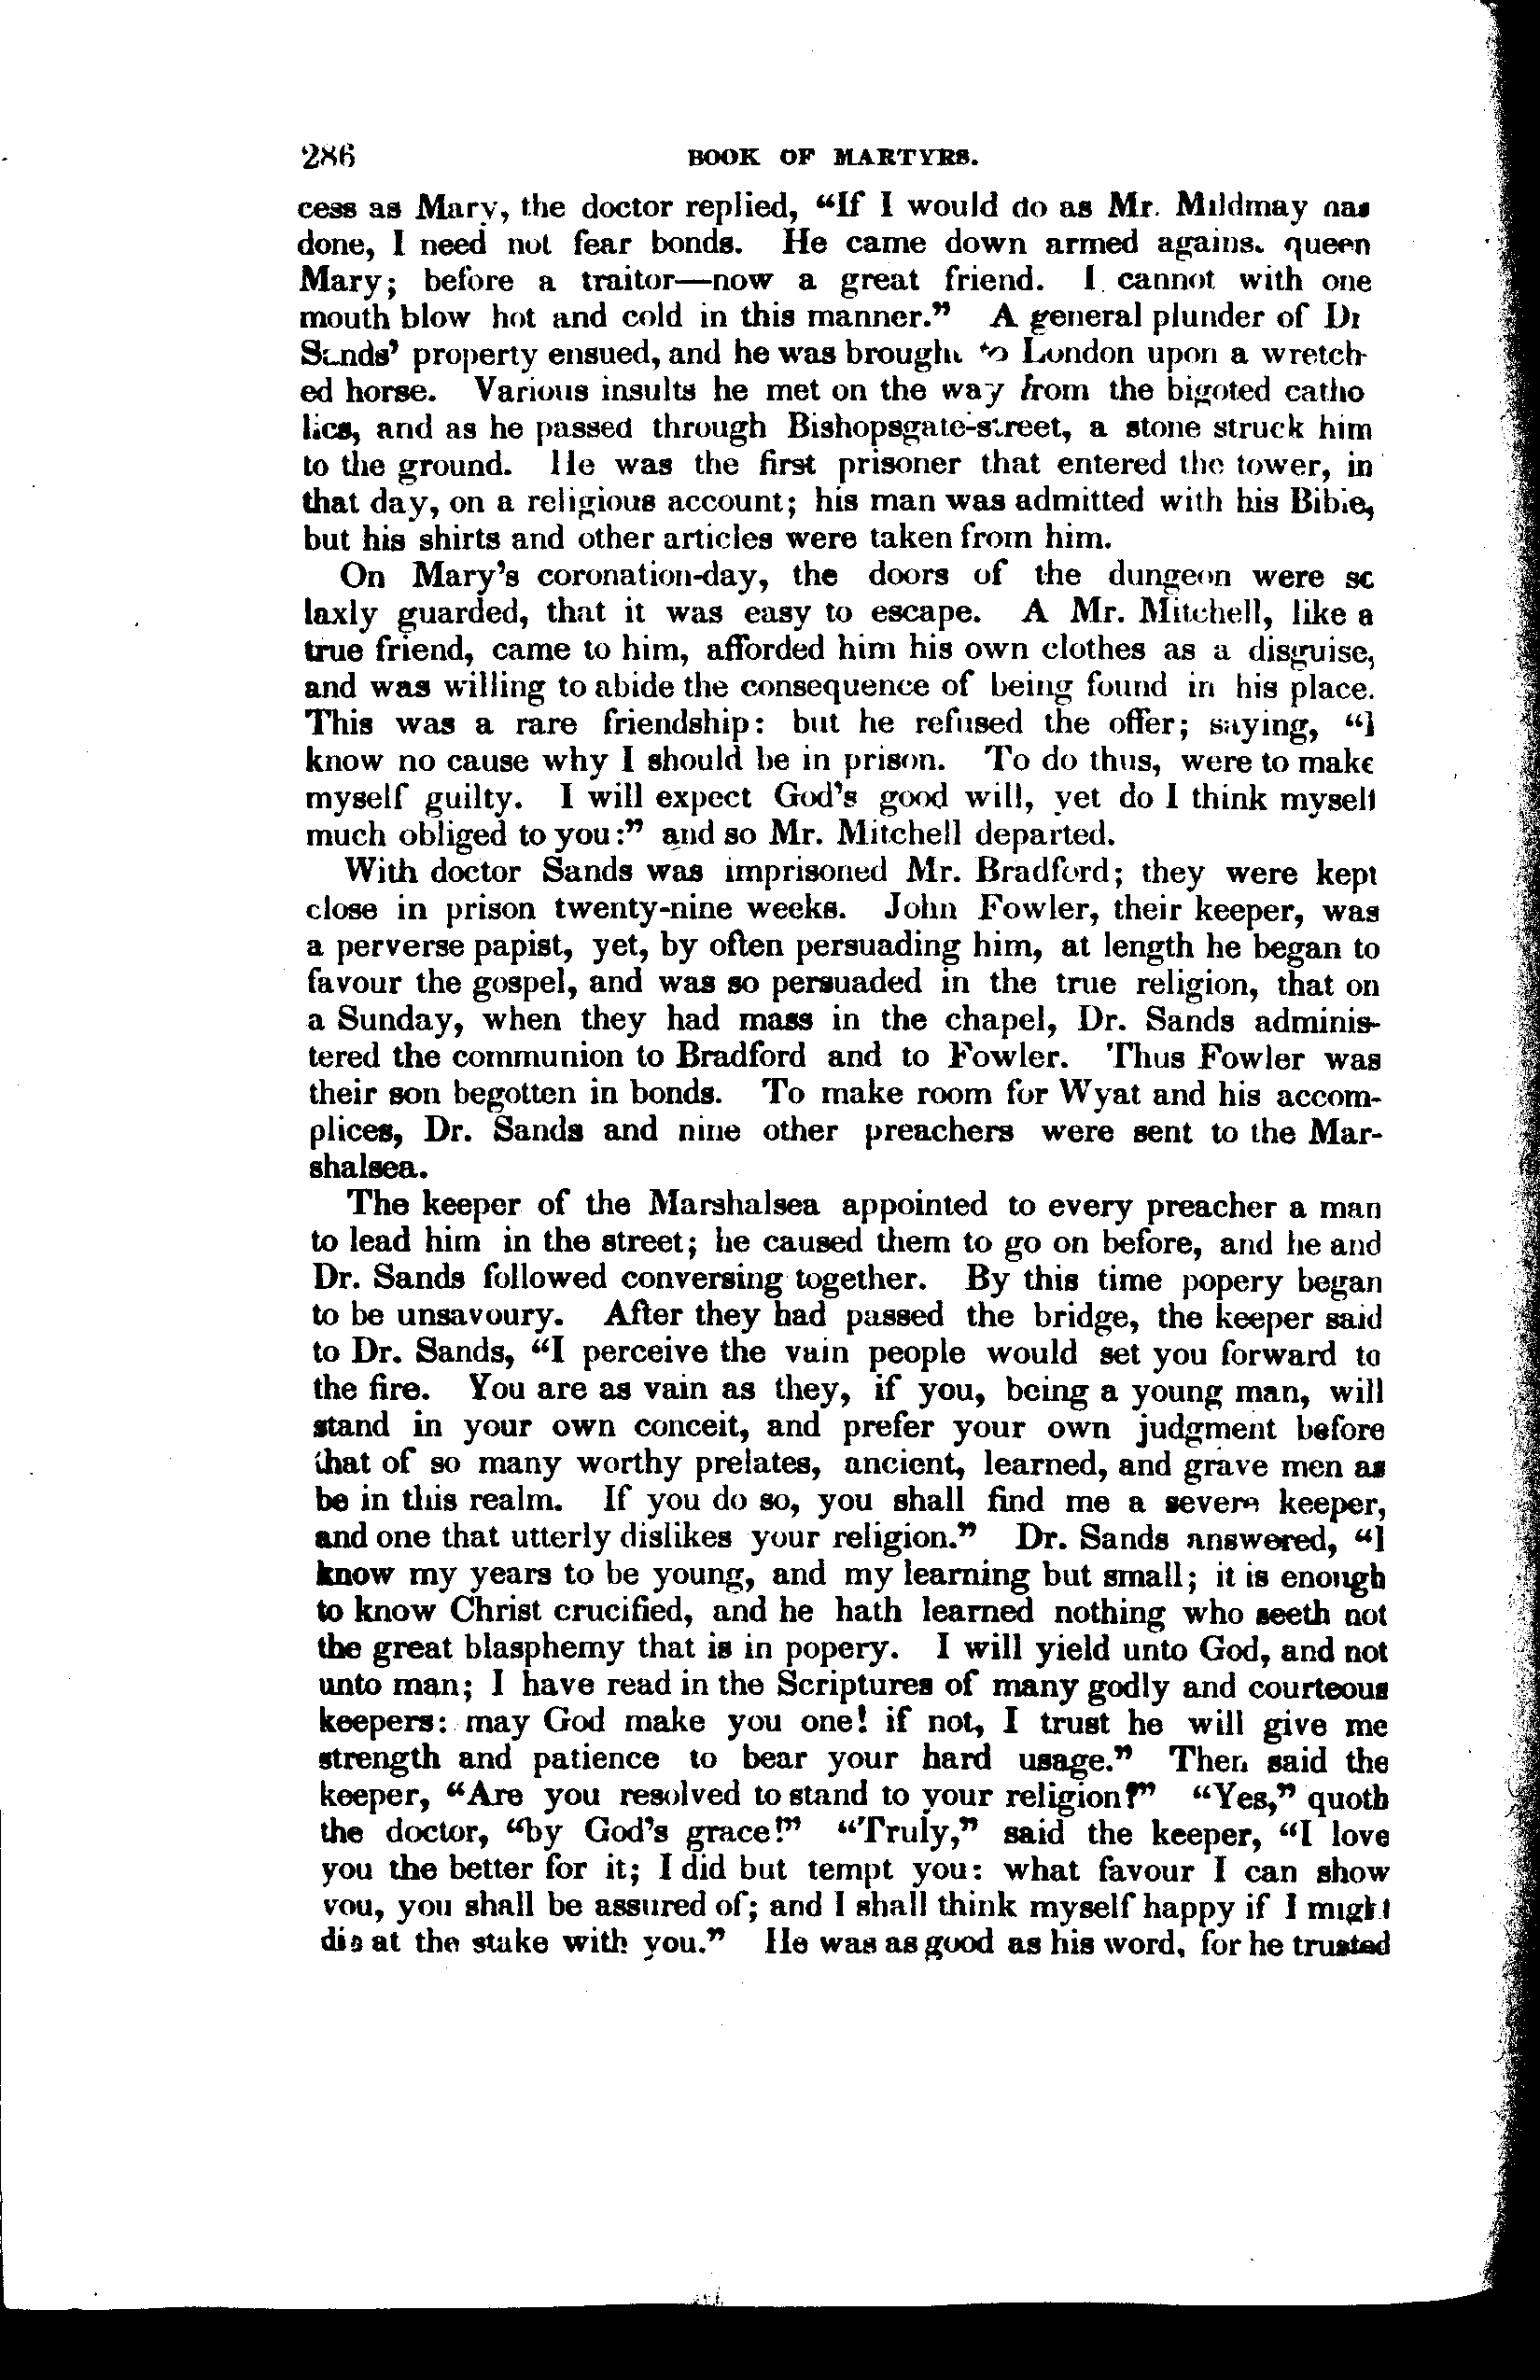 286 BOOK OF MARTYRS.
cess as Mary, the doctor replied, “If I would do as Mr. Mildmay has
done, I need not fear bonds. He came down armed against queen
Mary; before a traitor—now a great friend. I cannot with one
mouth blow hot and cold in this manner.” A general plunder of Dr
Sands’ property ensued, and he was brought to London upon a wretch-
ed horse. Various insults he met on the way from the bigoted catho
lics, and as he passed through Bishopsgate-street, a stone struck him
to the ground. He was the first prisoner that entered the tower, in
that day, on a religious account; his man was admitted with his Bible,
but his shirts and other articles were taken from him.
On Mary’s coronation-day, the doors of the dungeon were so
laxly guarded, that it was easy to escape. A Mr. Mitchell, like a
true friend, came to him, afforded him his own clothes as a disguise,
and was willing to abide the consequence of being found in his place.
This was a rare friendship: but he refused the offer; saying, “I
know no cause why I should be in prison. To do thus, were to make
myself guilty. I will expect God’s good will, yet do I think myself
much obliged to you:” and so Mr. Mitchell departed.
With doctor Sands was imprisoned Mr. Bradford; they were kept
close in prison twenty-nine weeks. John Fowler, their keeper, was
a perverse papist, yet, by often persuading him, at length he began to
favour the gospel, and was so persuaded in the true religion, that on
a Sunday, when they had mass in the chapel, Dr. Sands adminis-
tered the communion to Bradford and to Fowler. Thus Fowler was
their son begotten in bonds. To make room for Wyat and his accom-
plices, Dr. Sands and nine other preachers were sent to the Mar-
shalsea.
The keeper of the Marshalsea appointed to every preacher a man
to lead him in the street; he caused them to go on before, and he and
Dr. Sands followed conversing together. By this time popery began
to be unsavoury. After they had passed the bridge, the keeper said
to Dr. Sands, “I perceive the vain people would set you forward to
the fire. You are as vain as they, if you, being a young man, will
stand in your own conceit, and prefer your own judgment before
that of so many worthy prelates, ancient, learned, and grave men as
be in this realm. If you do so, you shall find me a severe keeper,
and one that utterly dislikes your religion.” Dr. Sands answered, “I
know my years to be young, and my learning but small; it is enough
to know Christ crucified, and he hath learned nothing who seeth not
the great blasphemy that is in popery. I will yield unto God, and not
unto man; I have read in the Scriptures of many godly and courteous
keepers: may God make you one! if not, I trust he will give me
strength and patience to bear your hard usage.” Then said the
keeper, “Are you resolved to stand to your religion?” “Yes,” quoth
the doctor, “by God’s grace!” “Truly,” said the keeper, “I love
you the better for it; I did but tempt you: what favour I can show
you, you shall be assured of; and I shall think myself happy if I might
die at the stake with you.” He was as good as his word, for he trusted